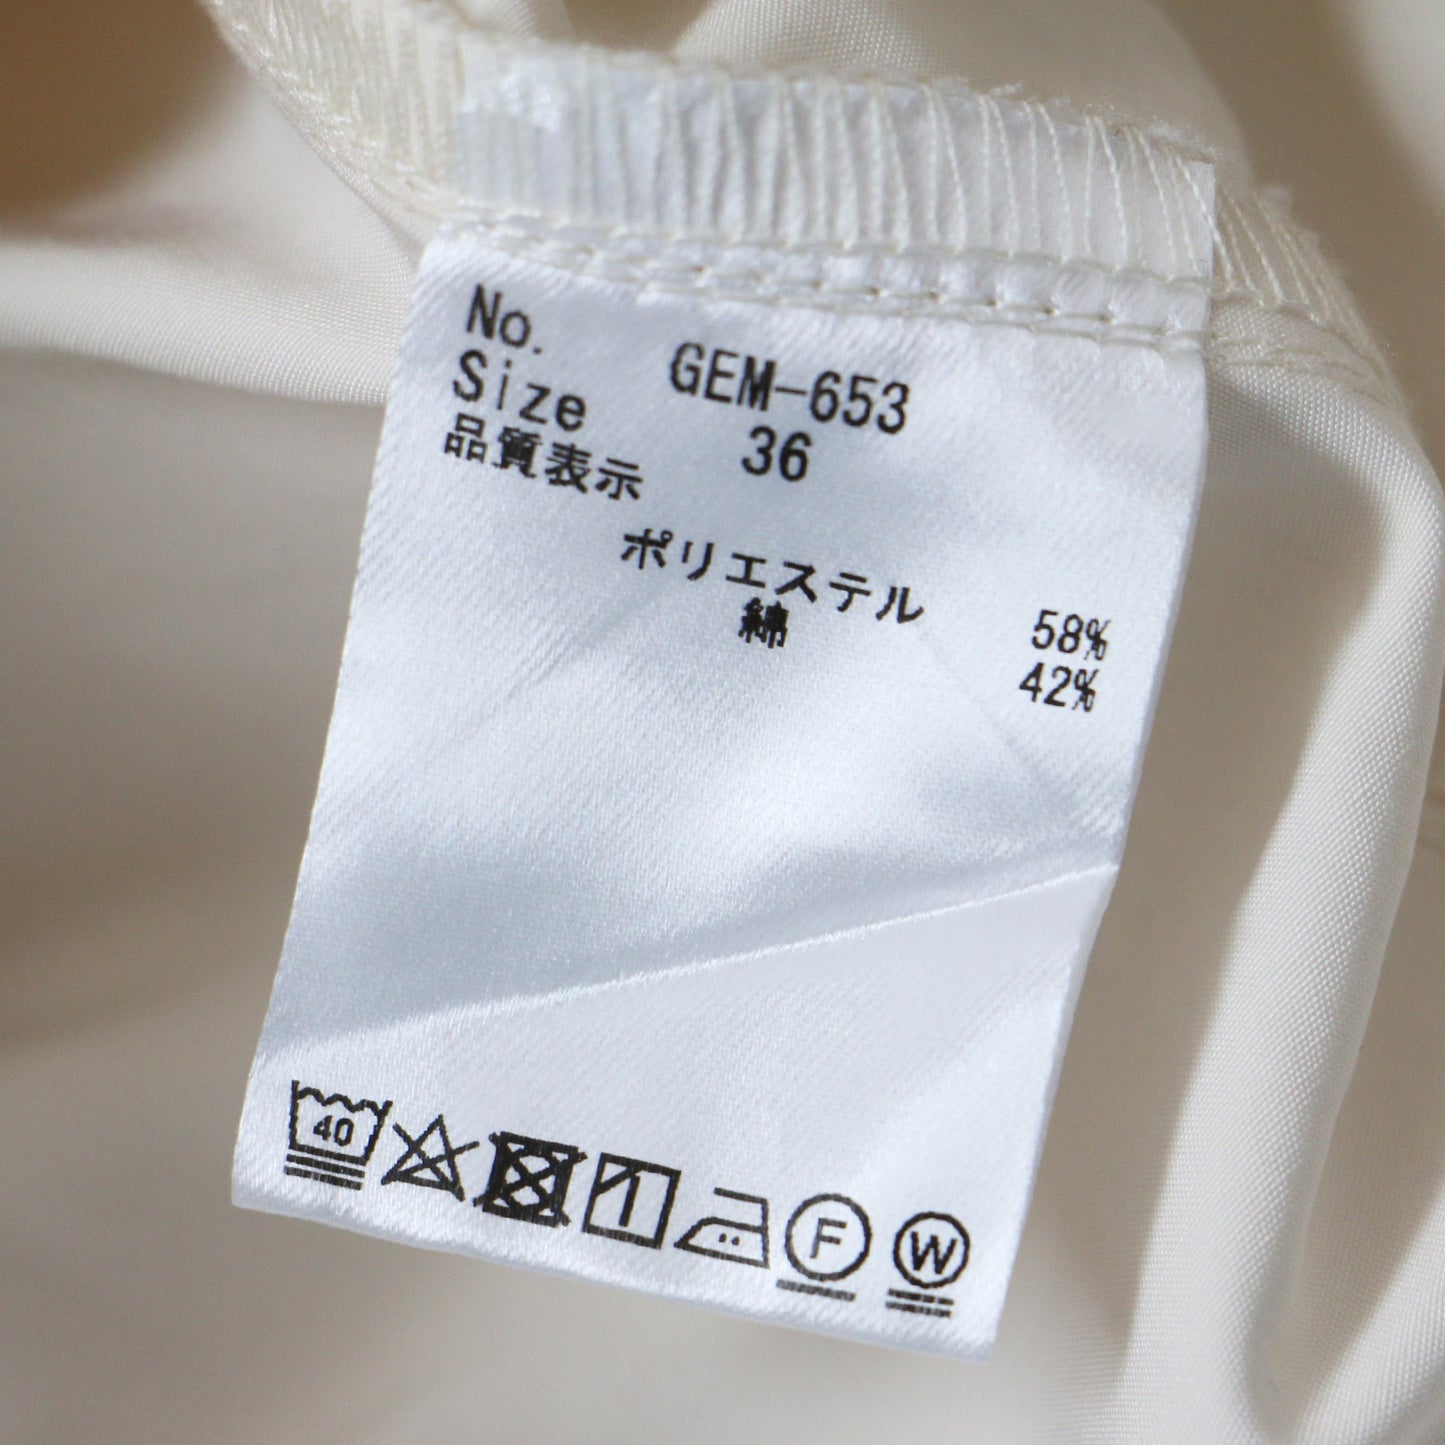 No. GEM-653
Size 36
品質表示
ポリエステル 58%
綿 42%
40 F W